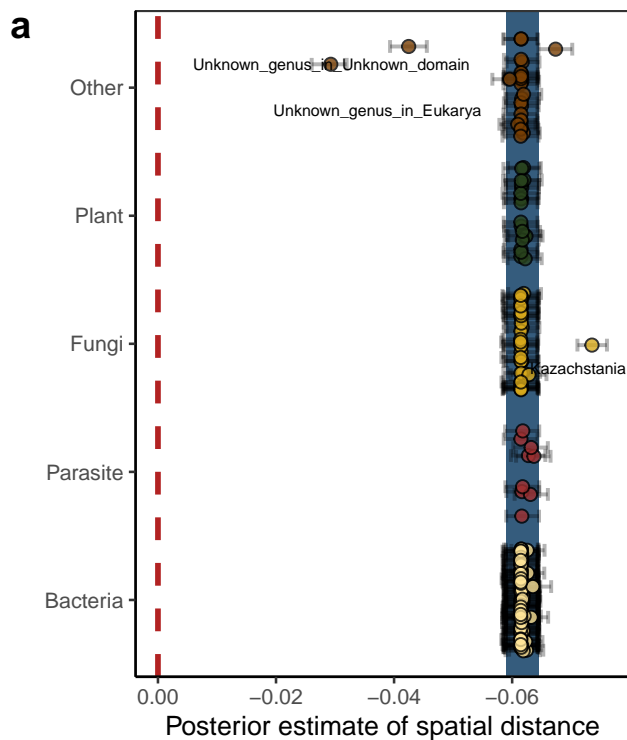 a
Unknown_genus_in_Unknown_domain
Other
Unknown_genus_in_Eukarya
Plant
Fungi
Kazachstania
Parasite
Bacteria
0.00 −0.02 −0.04 −0.06
Posterior estimate of spatial distance